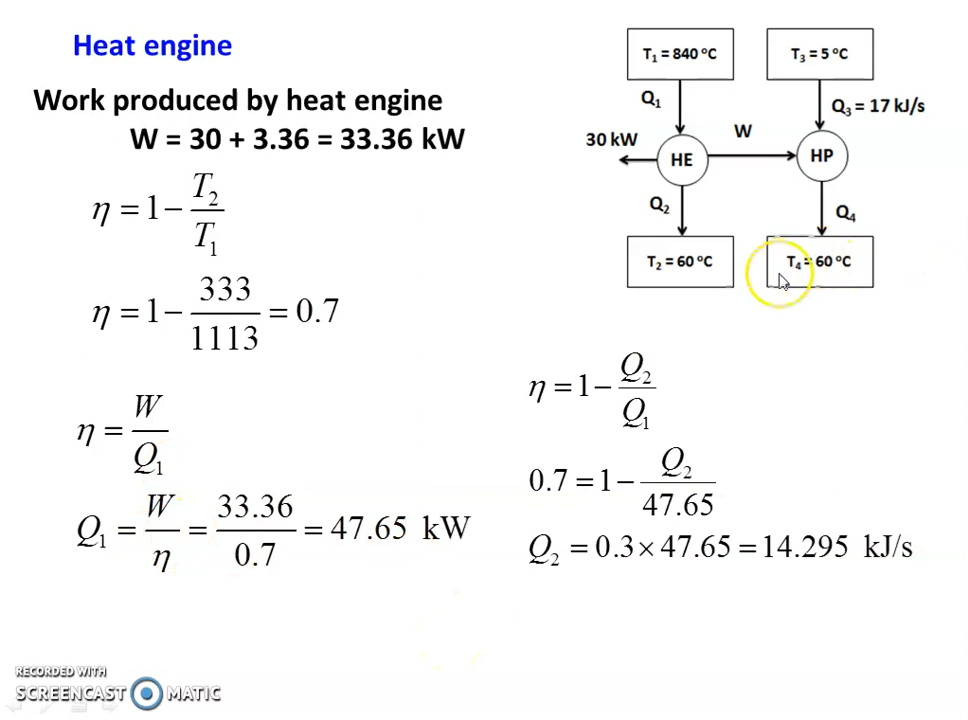 Heat engine
Work produced by heat engine
W = 30 + 3.36 = 33.36 kW
η = 1 − T₂/T₁
η = 1 − 333/1113 = 0.7
η = W/Q₁
Q₁ = W/η = 33.36/0.7 = 47.65 kW
T₁ = 840 °C
T₃ = 5 °C
Q₁
Q₃ = 17 kJ/s
30 kW
HE
W
HP
Q₂
Q₄
T₂ = 60 °C
T₄ = 60 °C
η = 1 − Q₂/Q₁
0.7 = 1 − Q₂/47.65
Q₂ = 0.3 × 47.65 = 14.295 kJ/s
RECORDED WITH
SCREENCAST MATIC